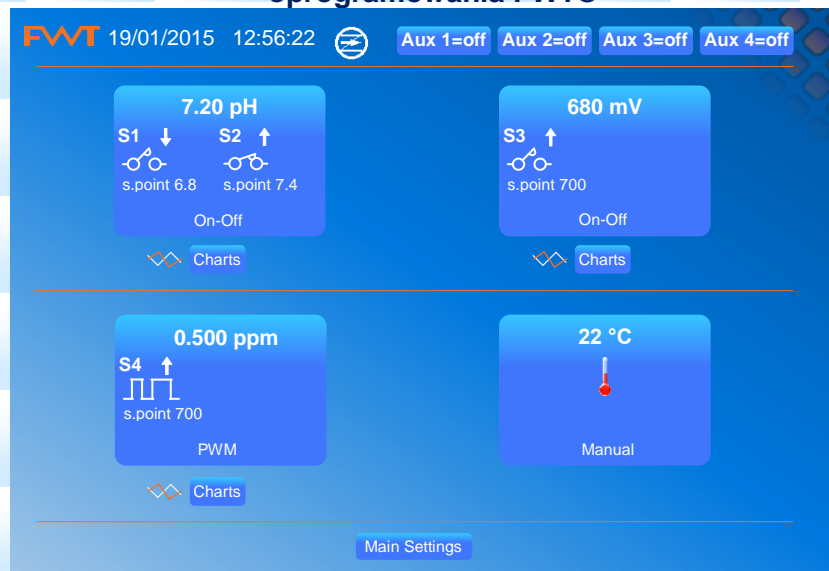 oprogramowania FWTS
FWT 19/01/2015 12:56:22 Aux 1=off Aux 2=off Aux 3=off Aux 4=off
7.20 pH
S1 S2
s.point 6.8 s.point 7.4
On-Off
Charts
680 mV
S3
s.point 700
On-Off
Charts
0.500 ppm
S4
s.point 700
PWM
Charts
22 °C
Manual
Main Settings